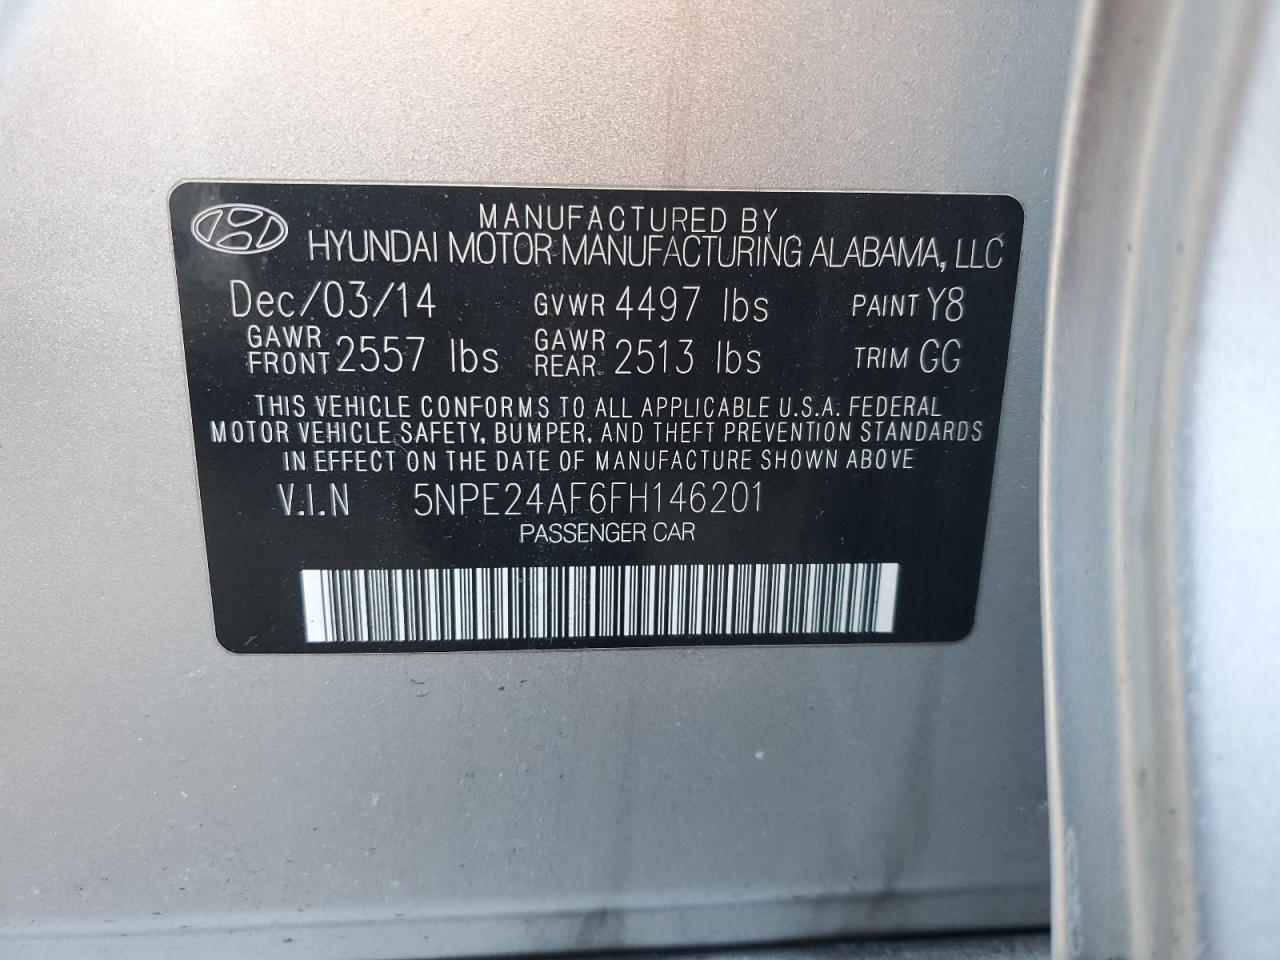 MANUFACTURED BY
HYUNDAI MOTOR MANUFACTURING ALABAMA, LLC
Dec/03/14 GVWR 4497 lbs PAINT Y8
GAWR FRONT 2557 lbs GAWR REAR 2513 lbs TRIM GG
THIS VEHICLE CONFORMS TO ALL APPLICABLE U.S.A. FEDERAL
MOTOR VEHICLE SAFETY, BUMPER, AND THEFT PREVENTION STANDARDS
IN EFFECT ON THE DATE OF MANUFACTURE SHOWN ABOVE
V.I.N 5NPE24AF6FH146201
PASSENGER CAR